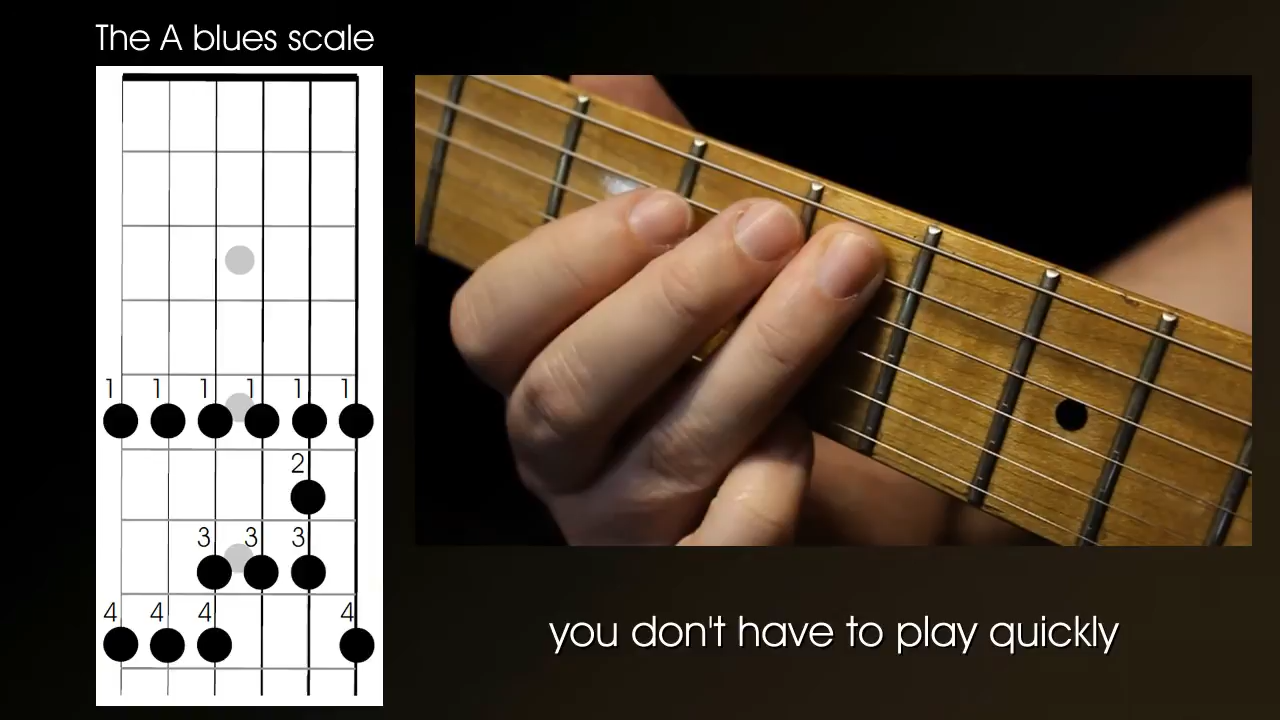 The A blues scale
1 1 1 1 1 1
2
3 3 3
4 4 4 4
you don't have to play quickly